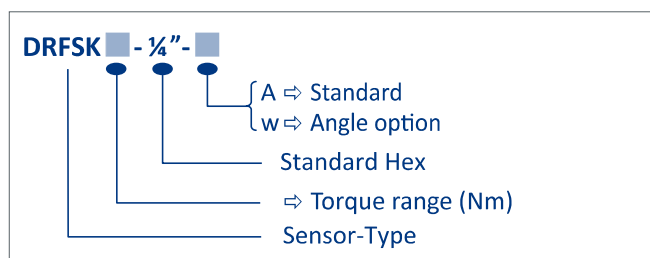 DRFSK - ¼”-
A ⇨ Standard
w ⇨ Angle option
Standard Hex
⇨ Torque range (Nm)
Sensor-Type